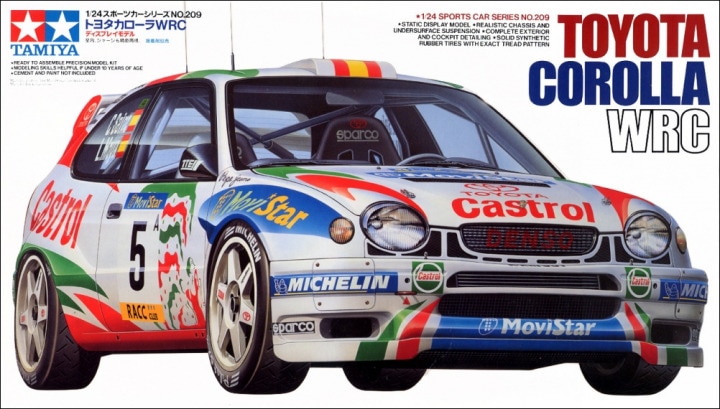 TAMIYA
1/24スポーツカーシリーズNO.209
トヨタカローラWRC
ディスプレイモデル
• READY TO ASSEMBLE PRECISION MODEL KIT
• MODELING SKILLS HELPFUL IF UNDER 10 YEARS OF AGE
• CEMENT AND PAINT NOT INCLUDED
★1/24 SPORTS CAR SERIES NO.209
• STATIC DISPLAY MODEL • REALISTIC CHASSIS AND
UNDERSURFACE SUSPENSION • COMPLETE EXTERIOR
AND COCKPIT DETAILING • SOLID SYNTHETIC
RUBBER TIRES WITH EXACT TREAD PATTERN
TOYOTA
COROLLA
WRC
sparco
MoviStar
MoviStar
TOYOTA
Castrol
Castrol
5
A
DENSO
MICHELIN
MICHELIN
MICHELIN
Castrol
Castrol
RACC
sparco
MoviStar